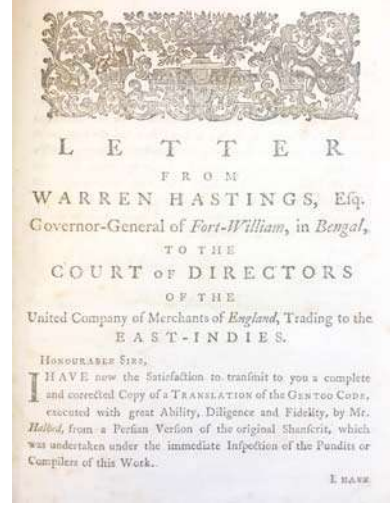 LETTER
FROM
WARREN HASTINGS, Eſq.
Governor-General of Fort-William, in Bengal,
TO THE
COURT OF DIRECTORS
OF THE
United Company of Merchants of England, Trading to the
EAST-INDIES.
HONOURABLE SIRS,
I HAVE now the Satisfaction to transmit to you a complete
and corrected Copy of a TRANSLATION of the GENTOO CODE,
executed with great Ability, Diligence and Fidelity, by Mr.
Halhed, from a Persian Version of the original Shanscrit, which
was undertaken under the immediate Inspection of the Pundits or
Compilers of this Work.
I HAVE